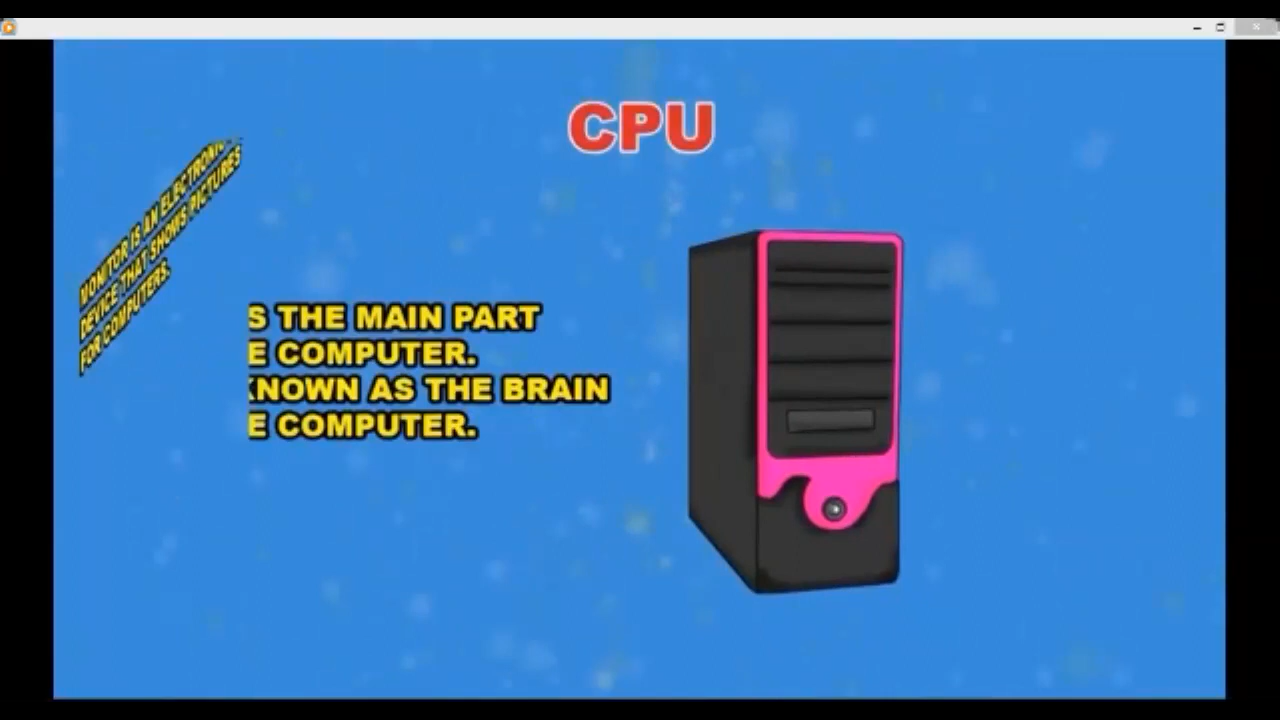 CPU
MONITOR IS AN ELECTRONIC
DEVICE THAT SHOWS PICTURES
FOR COMPUTERS.
S THE MAIN PART
E COMPUTER.
KNOWN AS THE BRAIN
E COMPUTER.